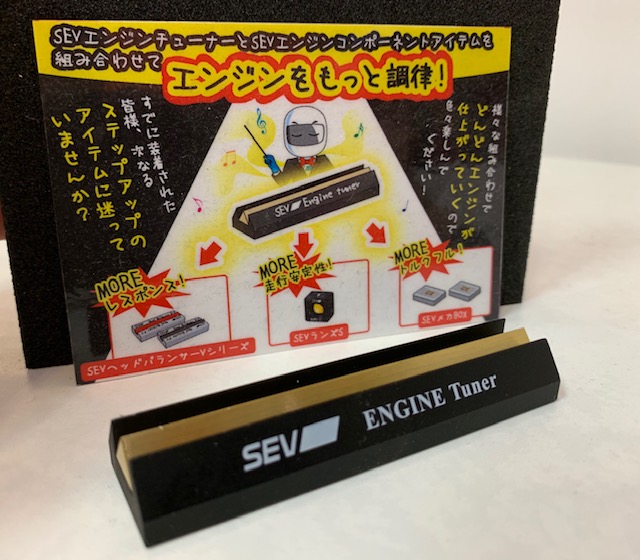 SEVエンジンチューナーとSEVエンジンコンポーネントアイテムを
組み合わせて
エンジンをもっと調律!
すでに装着された
皆様、次なる
ステップアップの
アイテムに迷って
いませんか?
様々な組み合わせで
どんどんエンジンが
仕上がっていくので
色々楽しんで
ください!
SEV Engine tuner
MORE
レスポンス!
SEVヘッドバランサーVシリーズ
MORE
走行安定性!
SEVランズS
MORE
トルクフル!
SEVメカBOX
SEV ENGINE Tuner